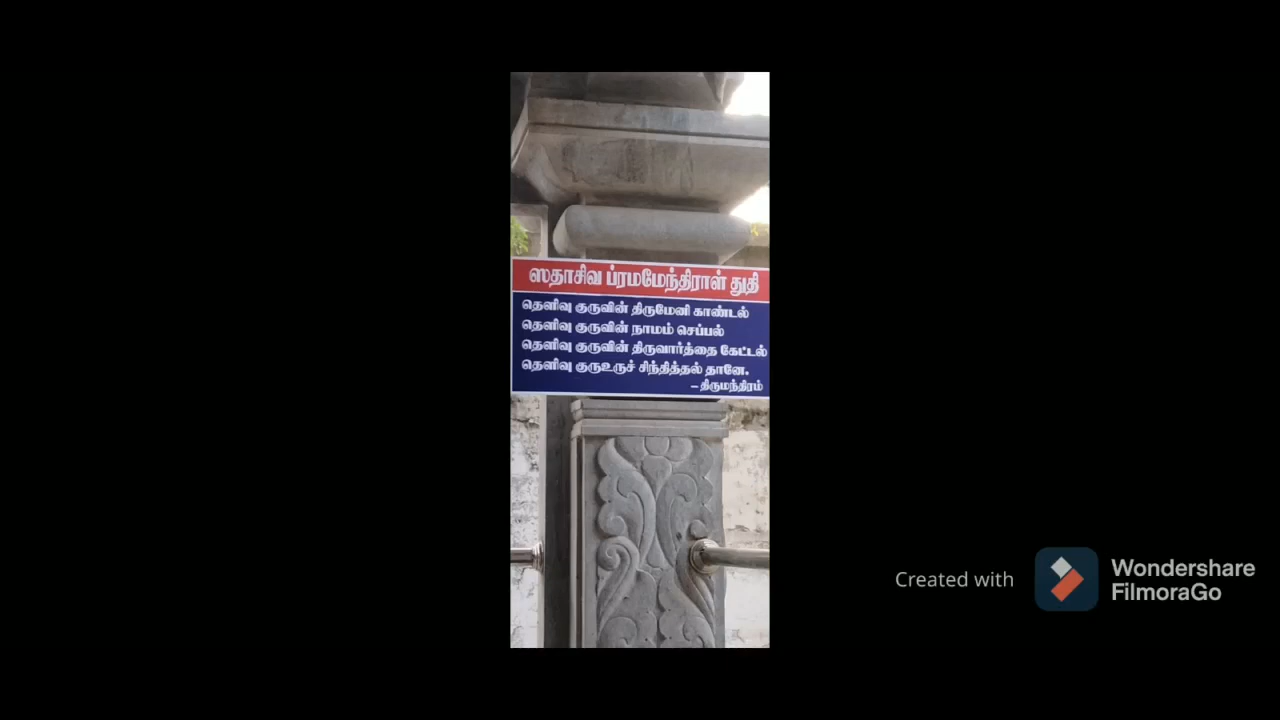 ஸதாசிவ ப்ரமமேந்திராள் துதி
தெளிவு குருவின் திருமேனி காண்டல்
தெளிவு குருவின் நாமம் செப்பல்
தெளிவு குருவின் திருவார்த்தை கேட்டல்
தெளிவு குருஉருச் சிந்தித்தல் தானே.
– திருமந்திரம்
Created with
Wondershare
FilmoraGo